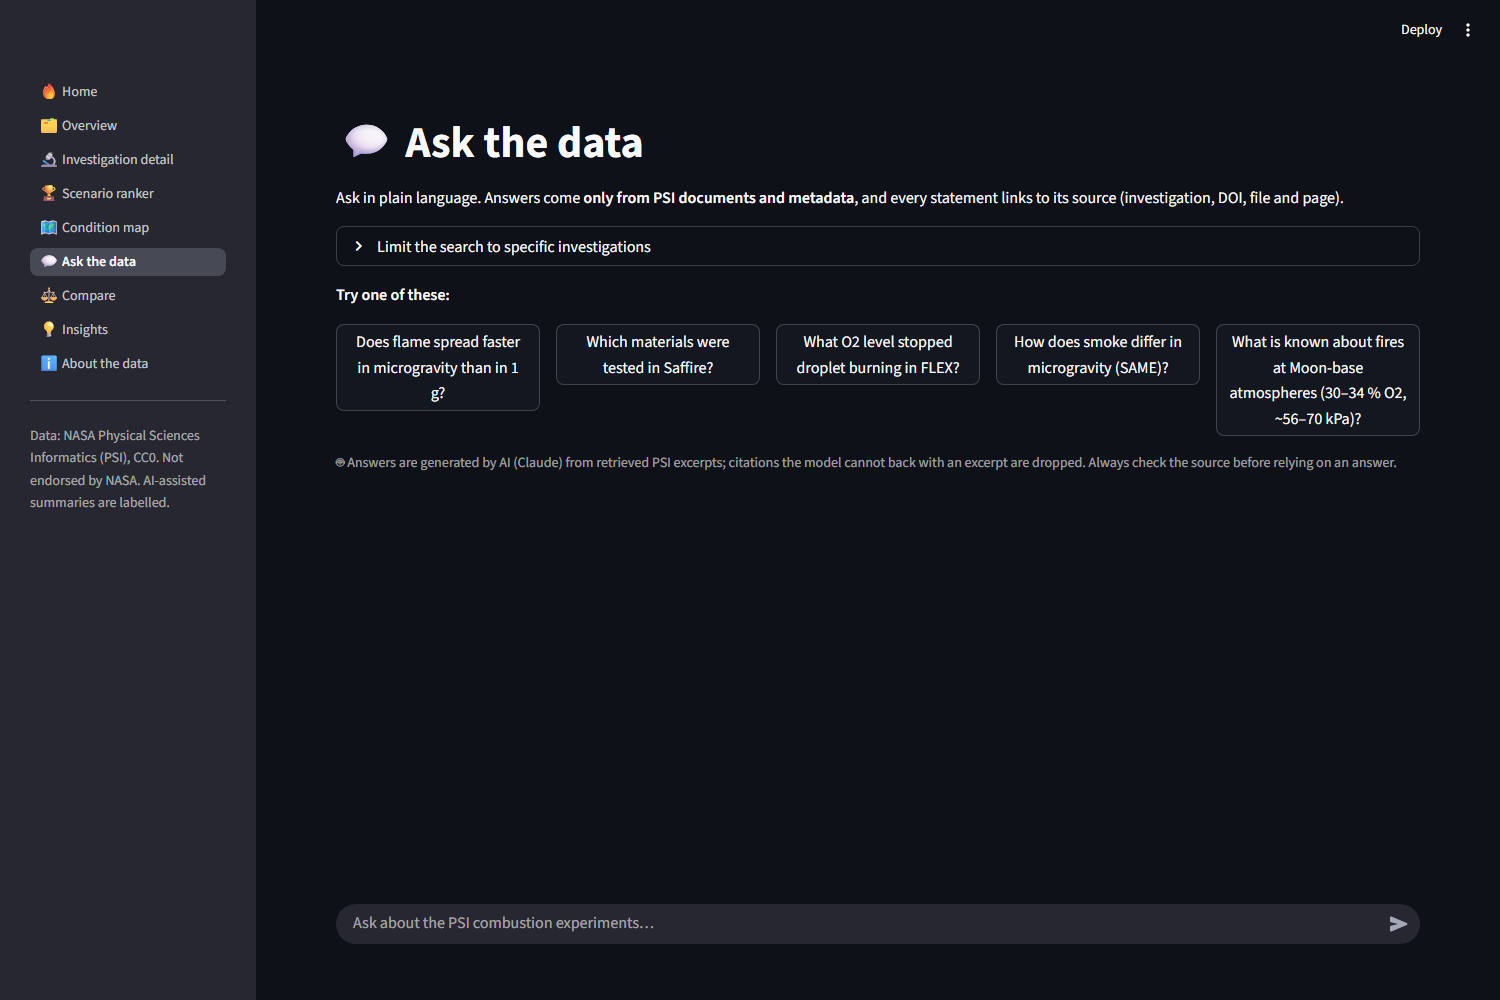 Deploy
Home
Overview
Investigation detail
Scenario ranker
Condition map
Ask the data
Compare
Insights
About the data
Data: NASA Physical Sciences
Informatics (PSI), CC0. Not
endorsed by NASA. AI-assisted
summaries are labelled.
Ask the data
Ask in plain language. Answers come only from PSI documents and metadata, and every statement links to its source (investigation, DOI, file and page).
Limit the search to specific investigations
Try one of these:
Does flame spread faster
in microgravity than in 1
g?
Which materials were
tested in Saffire?
What O2 level stopped
droplet burning in FLEX?
How does smoke differ in
microgravity (SAME)?
What is known about fires
at Moon-base
atmospheres (30–34 % O2,
~56–70 kPa)?
Answers are generated by AI (Claude) from retrieved PSI excerpts; citations the model cannot back with an excerpt are dropped. Always check the source before relying on an answer.
Ask about the PSI combustion experiments…